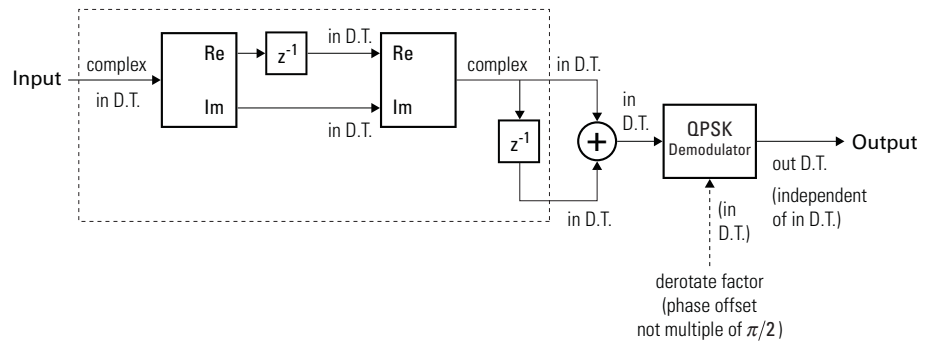 Input
complex
in D.T.
Re
Im
z⁻¹
in D.T.
in D.T.
Re
Im
complex
z⁻¹
in D.T.
in D.T.
+
in
D.T.
QPSK
Demodulator
Output
out D.T.
(independent
of in D.T.)
(in
D.T.)
derotate factor
(phase offset
not multiple of π/2)